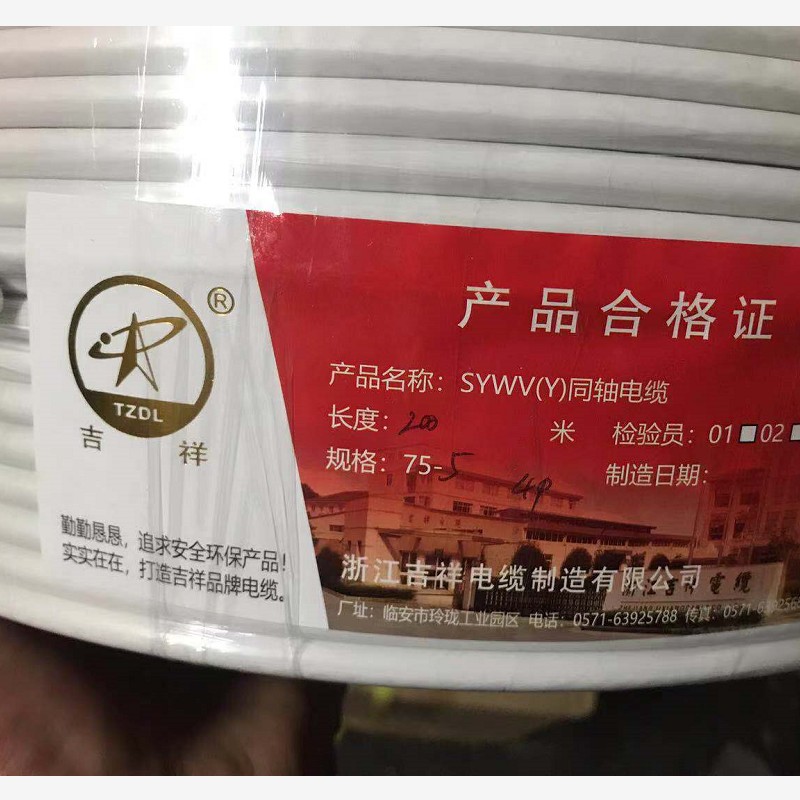 ®
TZDL
吉祥
勤勤恳恳，追求安全环保产品！
实实在在，打造吉祥品牌电缆。
产品合格证
产品名称：SYWV(Y)同轴电缆
长度：200 米 检验员：01 02
规格：75-5 4P 制造日期：
浙江吉祥电缆制造有限公司
厂址：临安市玲珑工业园区 电话：0571-63925788 传真：0571-639256